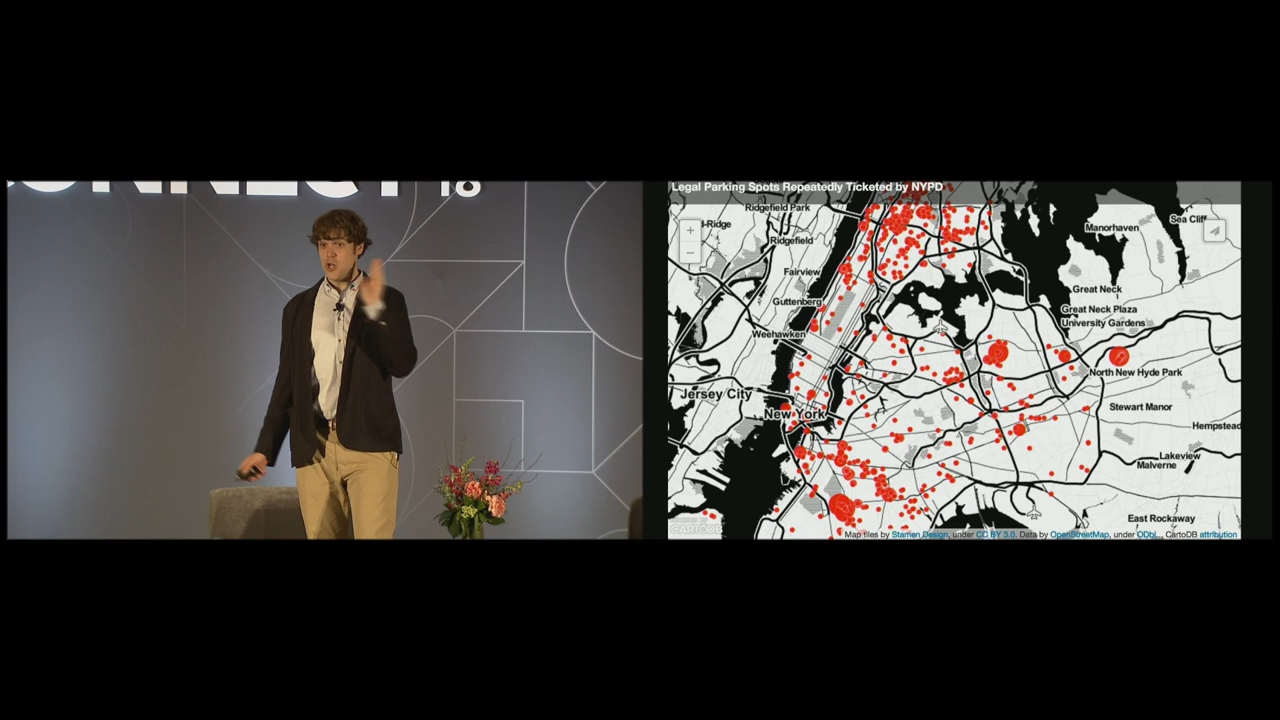 CONNECT 18
Legal Parking Spots Repeatedly Ticketed by NYPD
Ridgefield Park
Sea Cliff
Manorhaven
Ridgefield
+
−
Fairview
Great Neck
Guttenberg
Great Neck Plaza
University Gardens
Weehawken
North New Hyde Park
Jersey City
Stewart Manor
New York
Hempstead
Lakeview
Malverne
East Rockaway
CARTODB
Map tiles by Stamen Design, under CC BY 3.0. Data by OpenStreetMap, under ODbL., CartoDB attribution